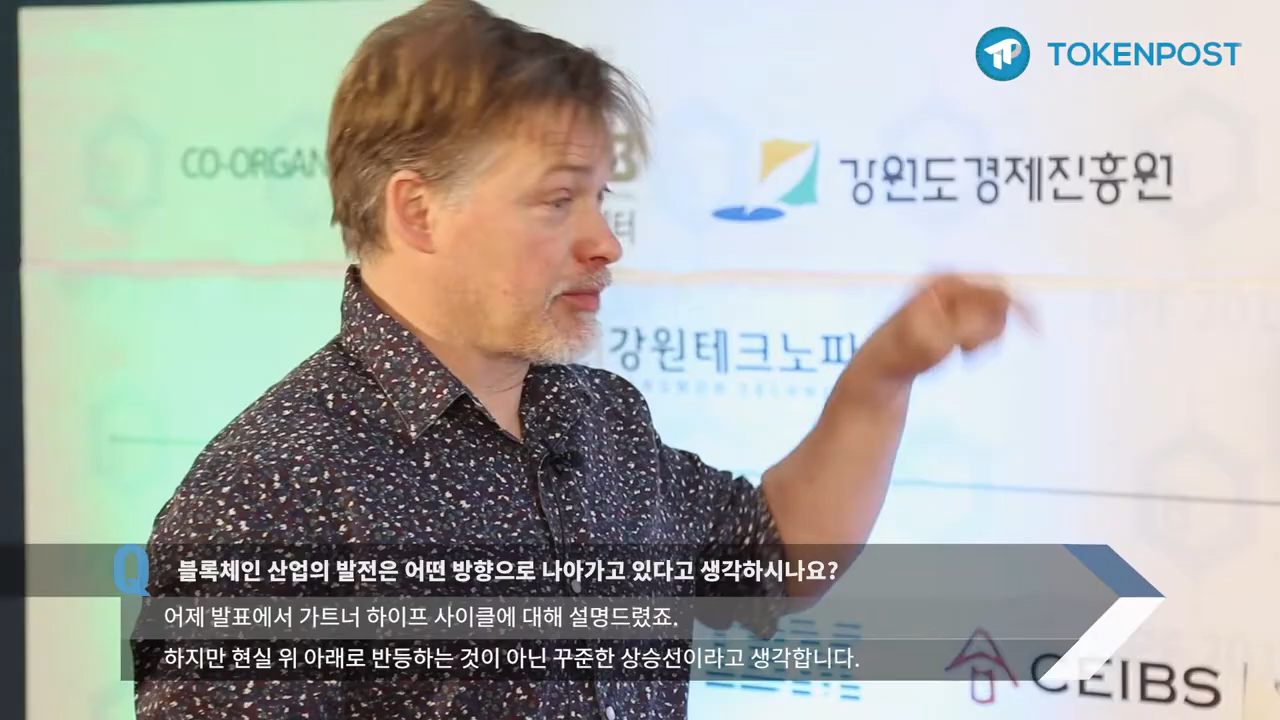 TOKENPOST
CO-ORGAN
강원도경제진흥원
강원테크노파
Q 블록체인 산업의 발전은 어떤 방향으로 나아가고 있다고 생각하시나요?
어제 발표에서 가트너 하이프 사이클에 대해 설명드렸죠.
하지만 현실 위 아래로 반등하는 것이 아닌 꾸준한 상승선이라고 생각합니다.
IBM
CEIBS